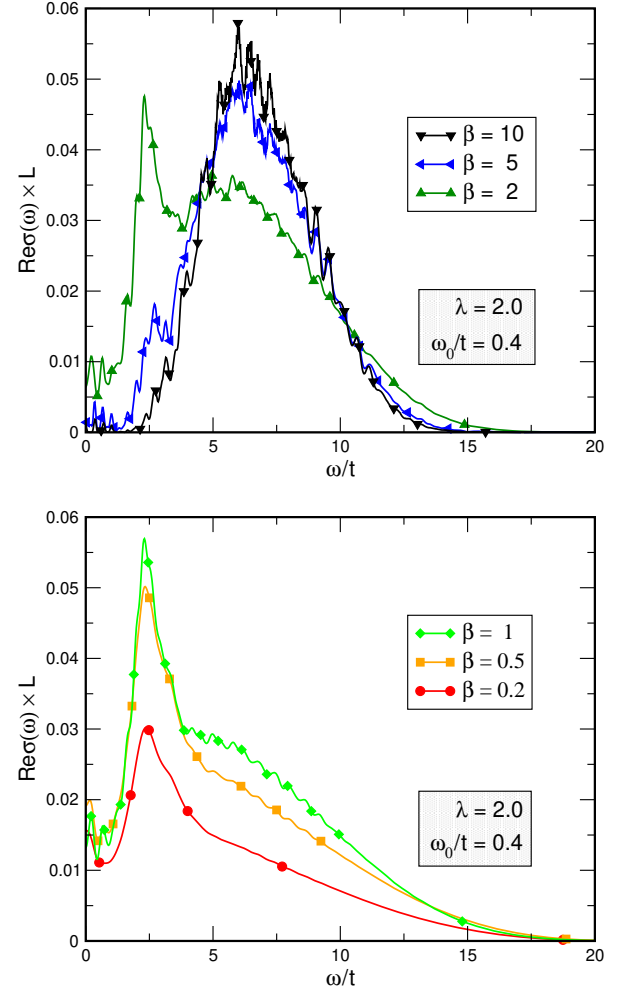 0.06
0.05
0.04
0.03
0.02
0.01
0
Reσ(ω) × L
β = 10
β = 5
β = 2
λ = 2.0
ω₀/t = 0.4
0 5 10 15 20
ω/t
0.06
0.05
0.04
0.03
0.02
0.01
0
Reσ(ω) × L
β = 1
β = 0.5
β = 0.2
λ = 2.0
ω₀/t = 0.4
0 5 10 15 20
ω/t